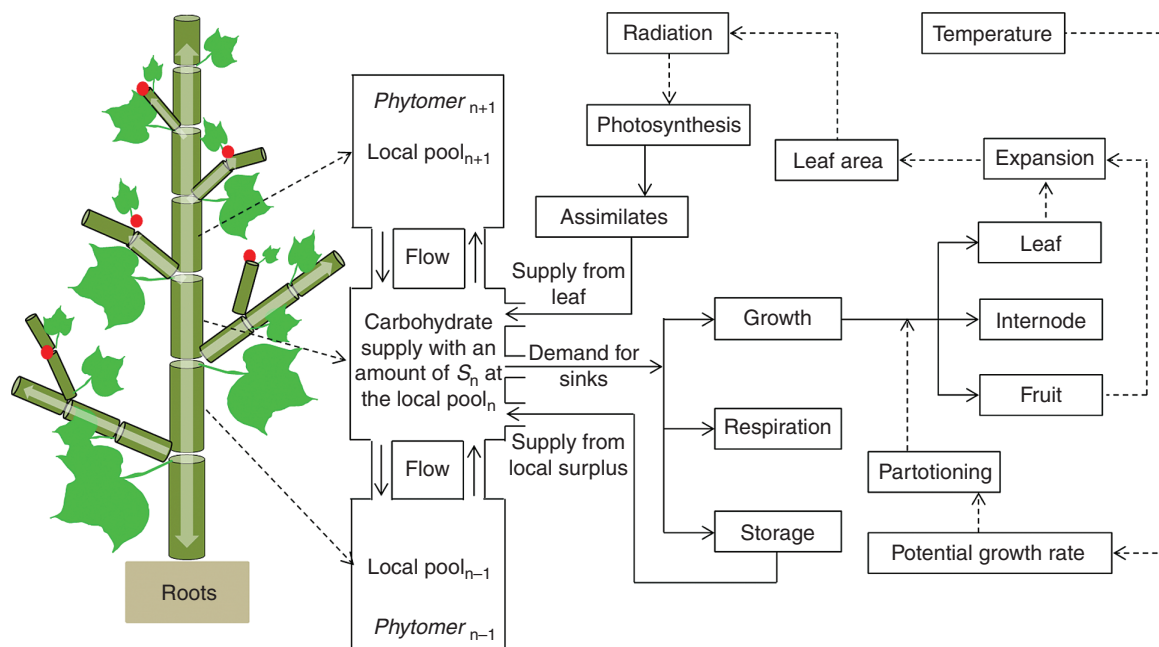 Radiation
Temperature
Phytomer n+1
Photosynthesis
Local pool n+1
Leaf area
Expansion
Assimilates
Leaf
Flow
Supply from
leaf
Carbohydrate
supply with an
amount of Sn at
the local pool n
Growth
Internode
Demand for
sinks
Fruit
Respiration
Supply from
local surplus
Flow
Partotioning
Storage
Potential growth rate
Local pool n–1
Roots
Phytomer n–1